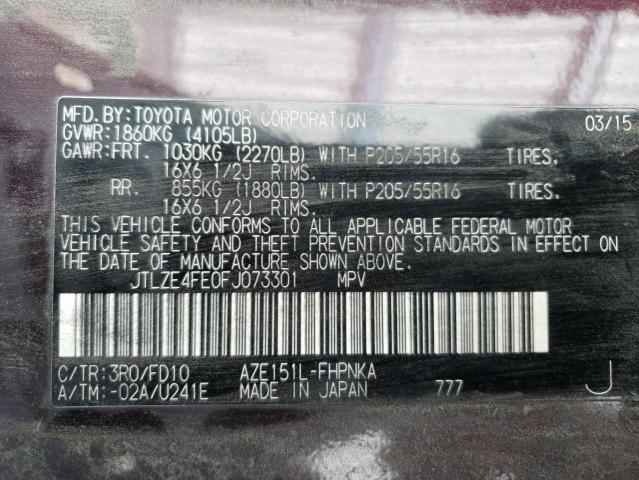 MFD. BY: TOYOTA MOTOR CORPORATION 03/15
GVWR: 1860KG (4105LB)
GAWR: FRT. 1030KG (2270LB) WITH P205/55R16 TIRES.
16X6 1/2J RIMS.
RR. 855KG (1880LB) WITH P205/55R16 TIRES.
16X6 1/2J RIMS.
THIS VEHICLE CONFORMS TO ALL APPLICABLE FEDERAL MOTOR
VEHICLE SAFETY AND THEFT PREVENTION STANDARDS IN EFFECT ON
THE DATE OF MANUFACTURE SHOWN ABOVE.
JTLZE4FE0FJ073301 MPV
C/TR: 3R0/FD10 AZE151L-FHPNKA
A/TM: -02A/U241E MADE IN JAPAN 777 J